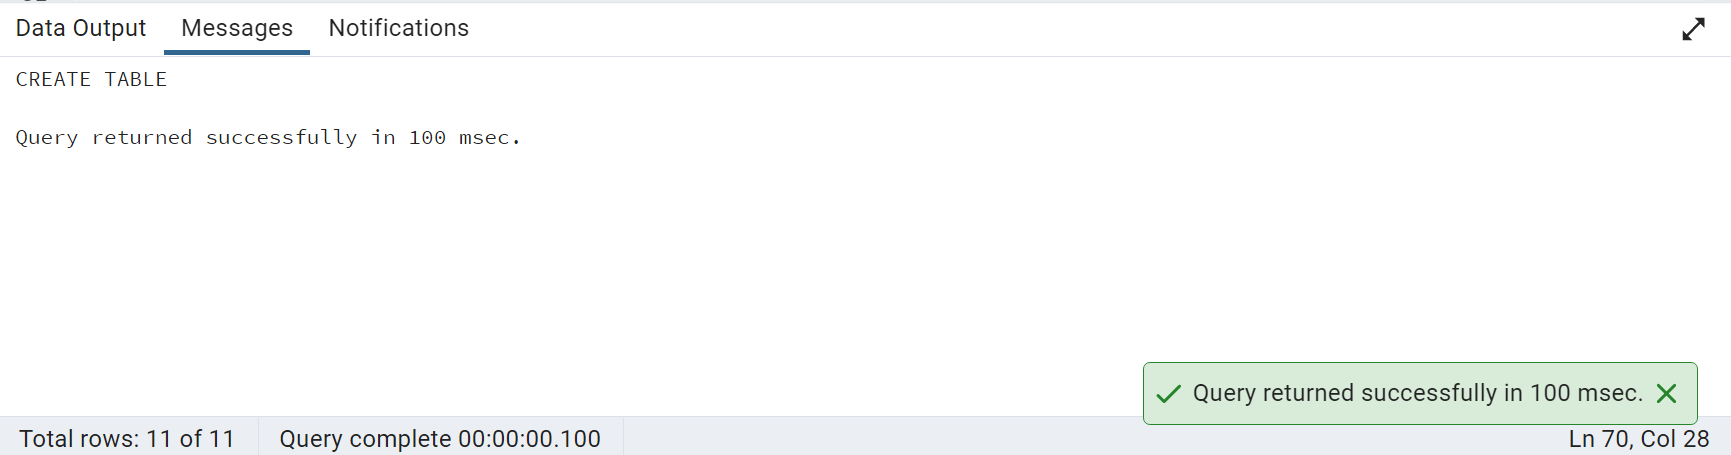 Data Output Messages Notifications
CREATE TABLE
Query returned successfully in 100 msec.
Query returned successfully in 100 msec.
Total rows: 11 of 11 Query complete 00:00:00.100 Ln 70, Col 28